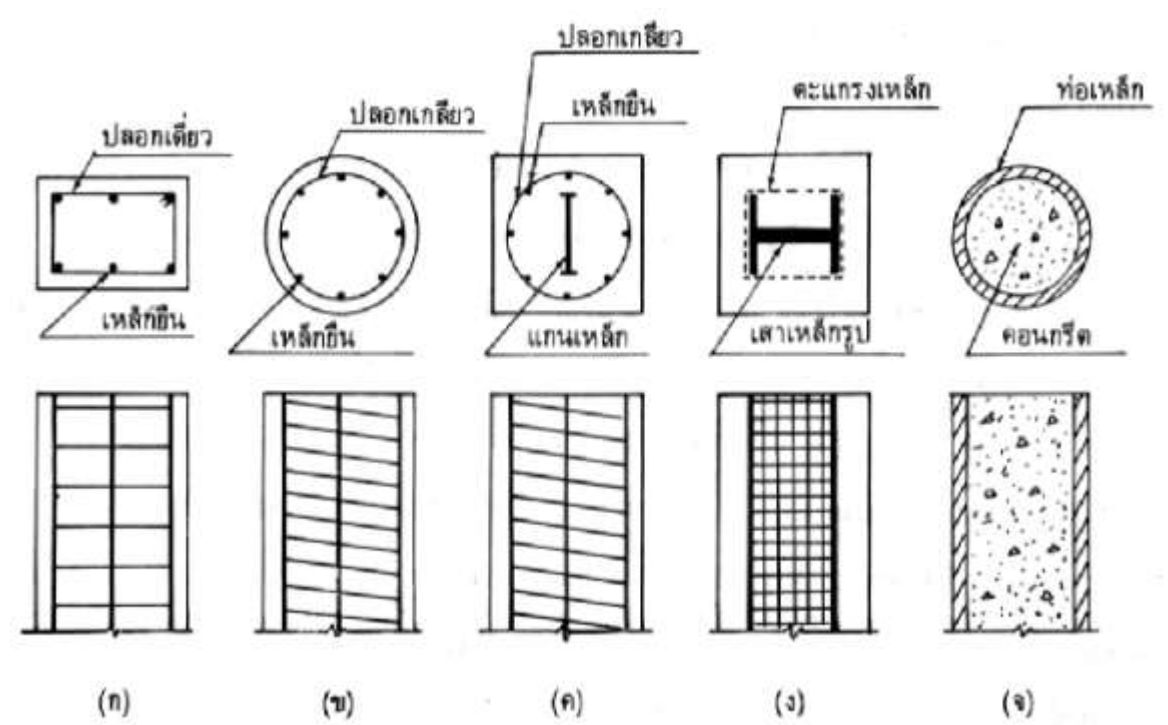 ปลอกเดี่ยว
เหล็กยืน
ปลอกเกลียว
เหล็กยืน
ปลอกเกลียว
เหล็กยืน
แกนเหล็ก
ตะแกรงเหล็ก
เสาเหล็กรูป
ท่อเหล็ก
คอนกรีต
(ก) (ข) (ค) (ง) (จ)